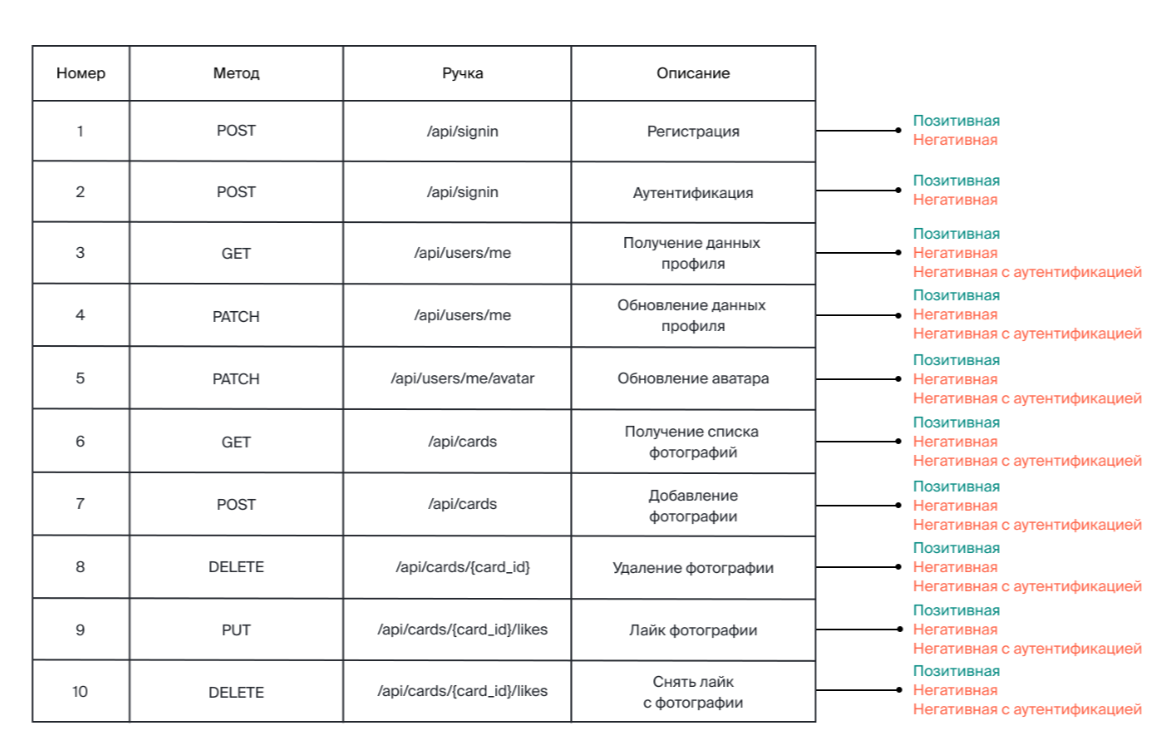 Номер Метод Ручка Описание
1 POST /api/signin Регистрация
Позитивная
Негативная
2 POST /api/signin Аутентификация
Позитивная
Негативная
3 GET /api/users/me Получение данных
профиля
Позитивная
Негативная
Негативная с аутентификацией
4 PATCH /api/users/me Обновление данных
профиля
Позитивная
Негативная
Негативная с аутентификацией
5 PATCH /api/users/me/avatar Обновление аватара
Позитивная
Негативная
Негативная с аутентификацией
6 GET /api/cards Получение списка
фотографий
Позитивная
Негативная
Негативная с аутентификацией
7 POST /api/cards Добавление
фотографии
Позитивная
Негативная
Негативная с аутентификацией
8 DELETE /api/cards/{card_id} Удаление фотографии
Позитивная
Негативная
Негативная с аутентификацией
9 PUT /api/cards/{card_id}/likes Лайк фотографии
Позитивная
Негативная
Негативная с аутентификацией
10 DELETE /api/cards/{card_id}/likes Снять лайк
с фотографии
Позитивная
Негативная
Негативная с аутентификацией